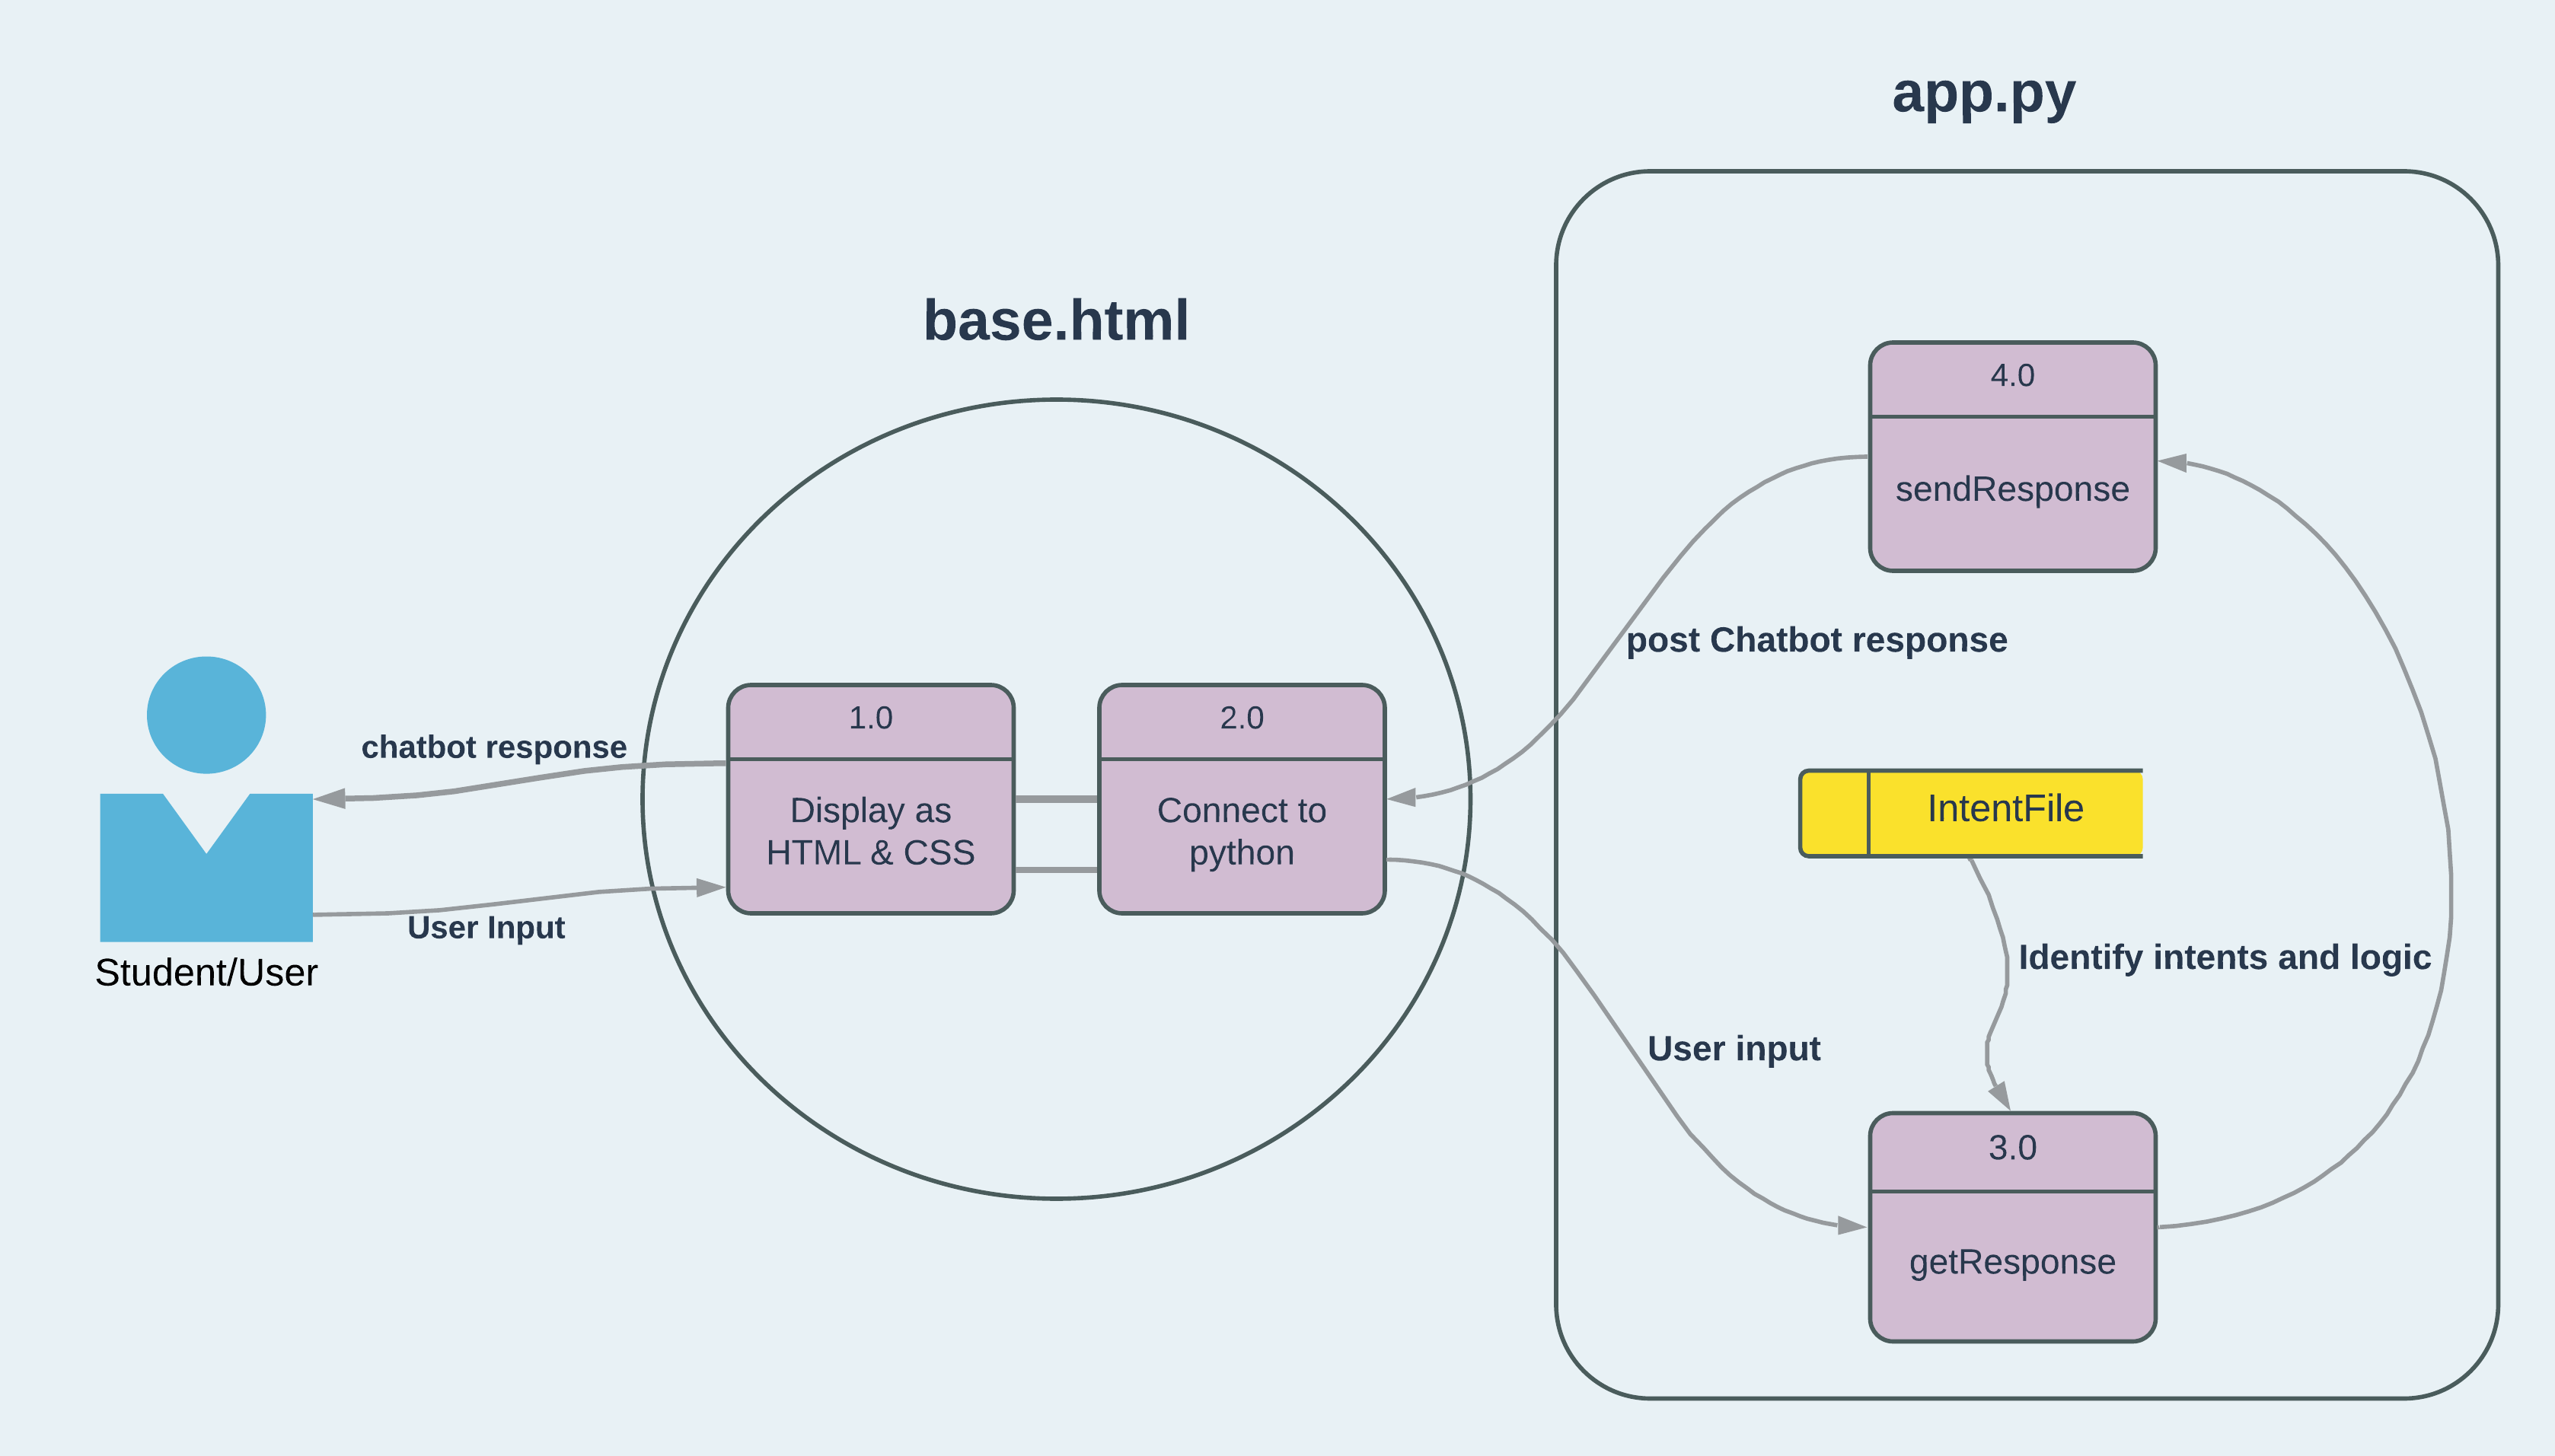 app.py
base.html
4.0
sendResponse
post Chatbot response
1.0
Display as
HTML & CSS
2.0
Connect to
python
chatbot response
User Input
Student/User
IntentFile
Identify intents and logic
User input
3.0
getResponse